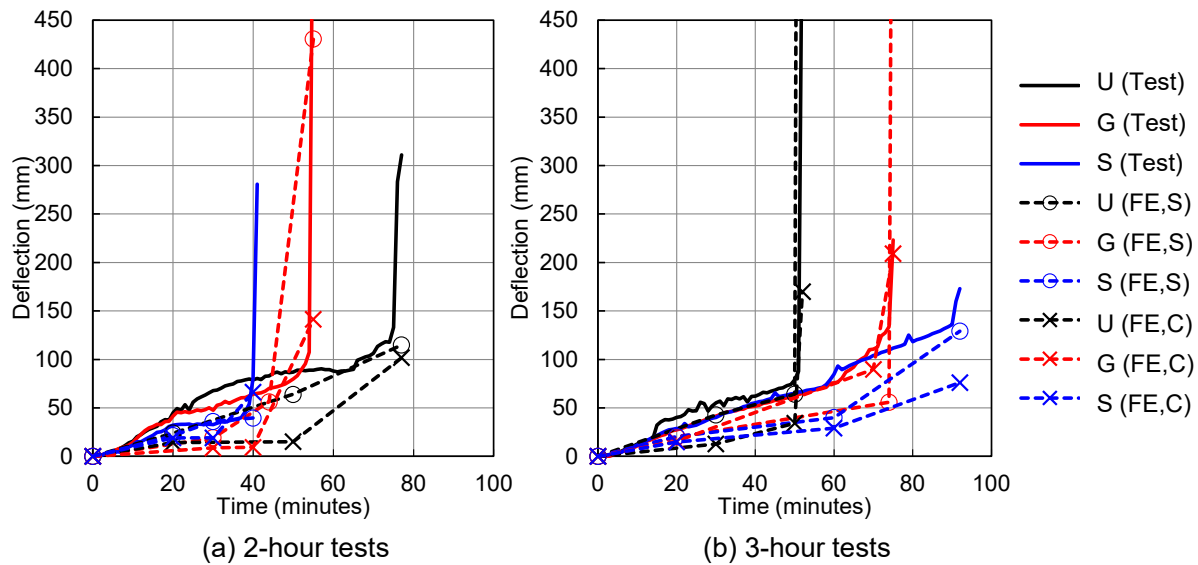 450
400
350
300
250
200
150
100
50
0
Deflection (mm)
0 20 40 60 80 100
Time (minutes)
(a) 2-hour tests
450
400
350
300
250
200
150
100
50
0
Deflection (mm)
0 20 40 60 80 100
Time (minutes)
(b) 3-hour tests
U (Test)
G (Test)
S (Test)
U (FE,S)
G (FE,S)
S (FE,S)
U (FE,C)
G (FE,C)
S (FE,C)